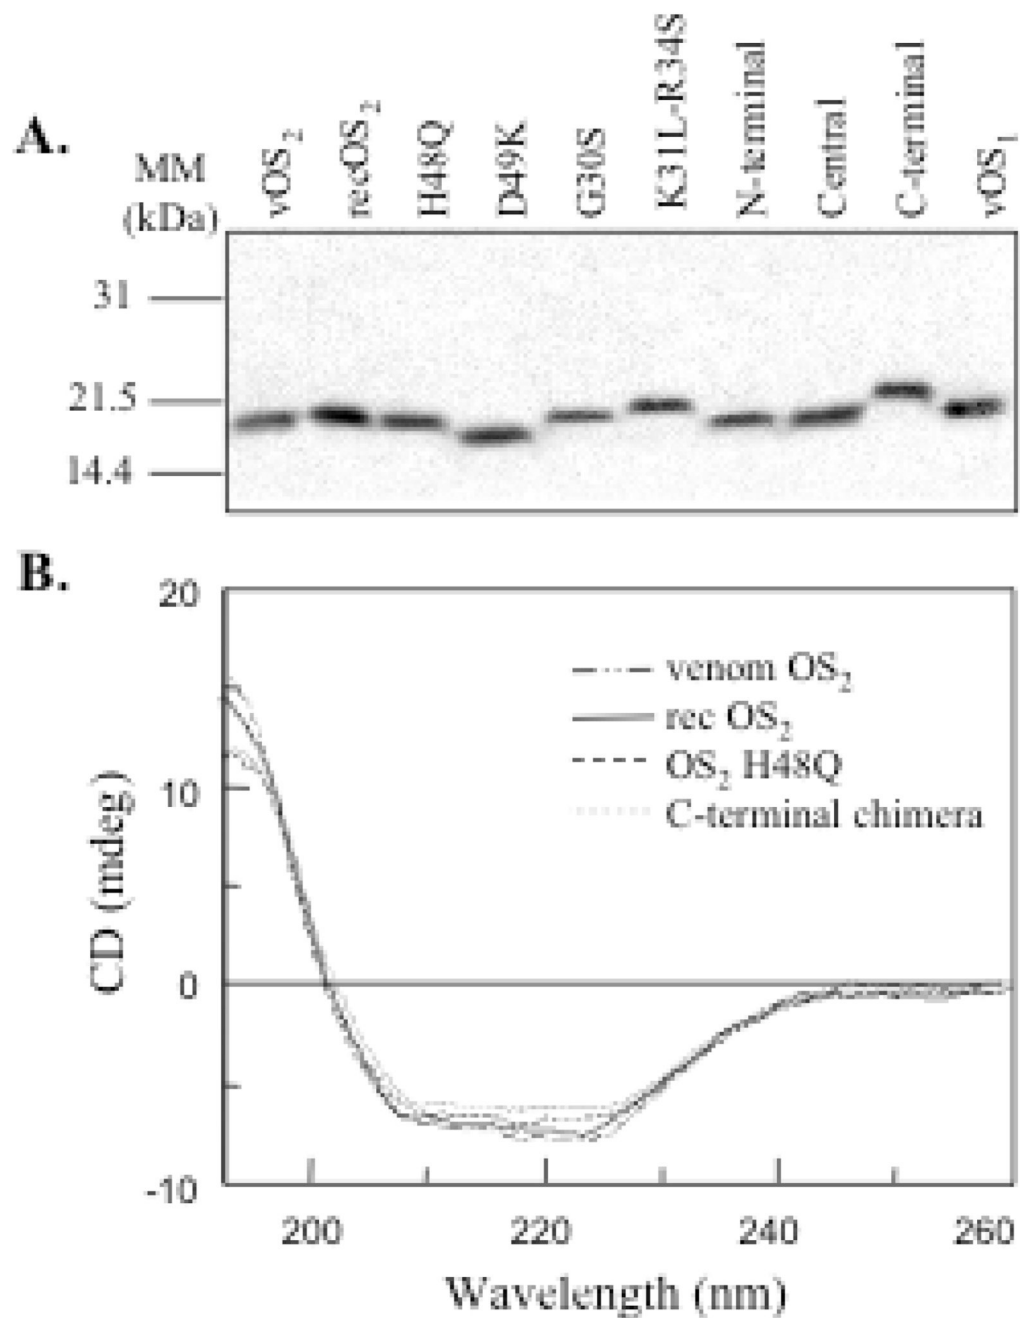 A.
MM
(kDa)
vOS2
recOS2
H48Q
D49K
G30S
K31L-R34S
N-terminal
Central
C-terminal
vOS1
31
21.5
14.4
B.
20
10
0
-10
CD (mdeg)
venom OS2
rec OS2
OS2 H48Q
C-terminal chimera
200
220
240
260
Wavelength (nm)